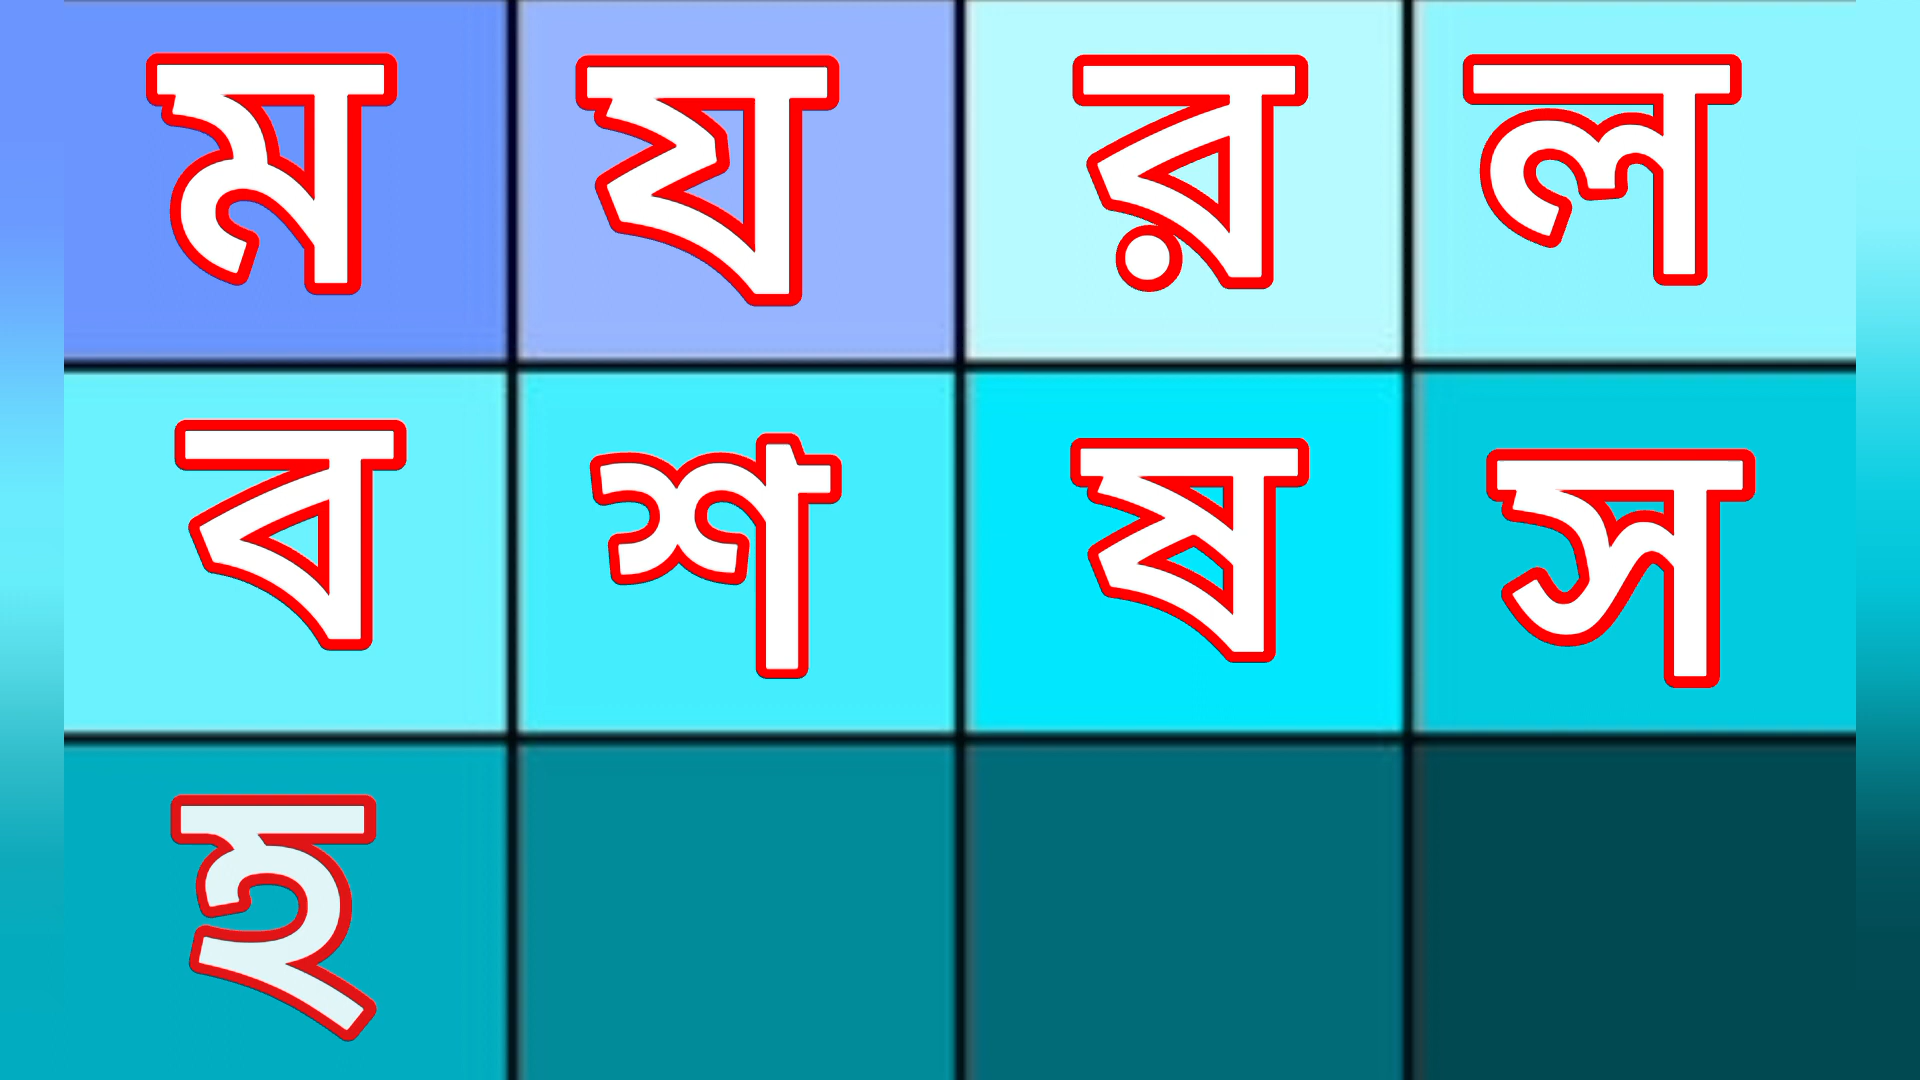 ম য র ল
ব শ ষ স
হ